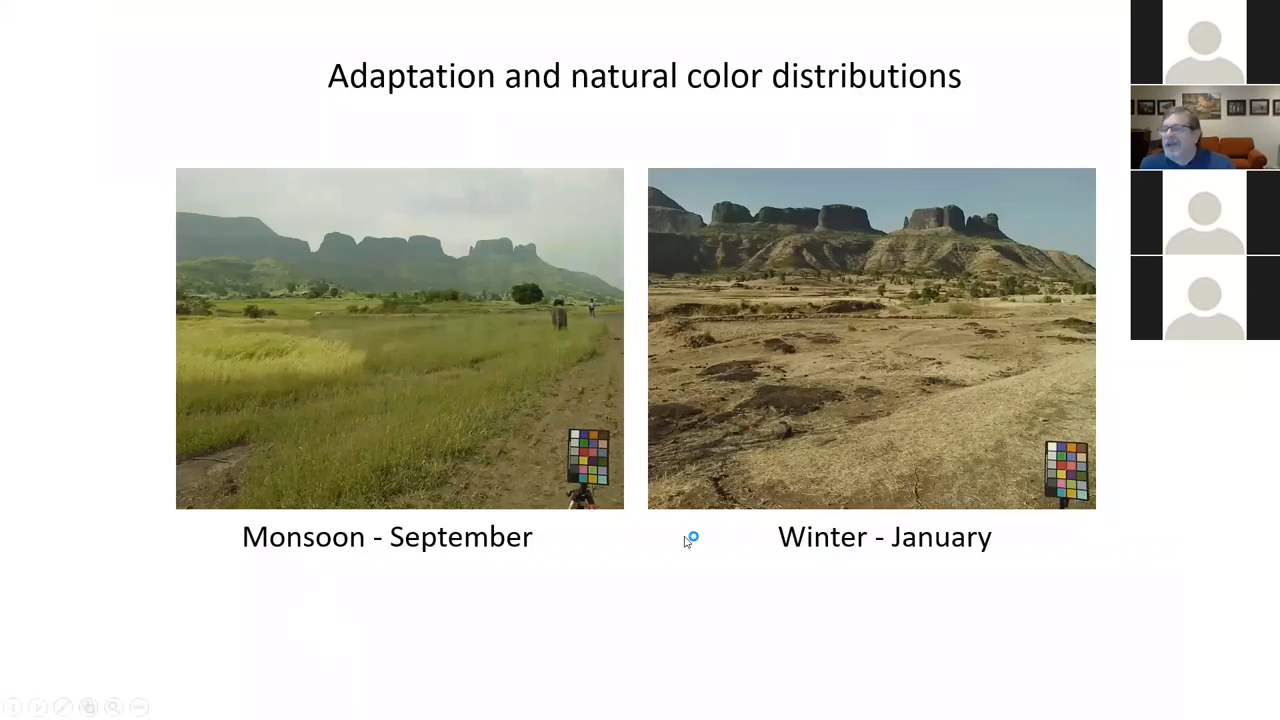 Adaptation and natural color distributions
Monsoon - September
Winter - January